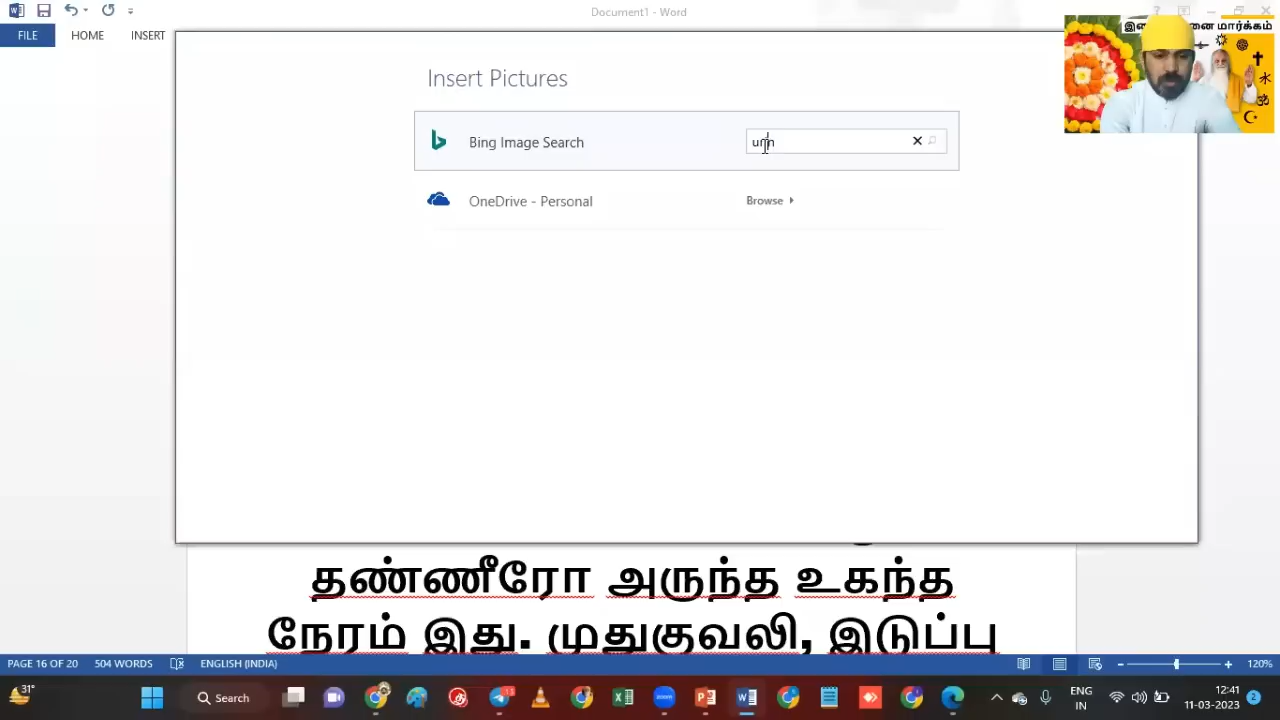 Document1 - Word
FILE HOME INSERT
மார்க்கம்
Insert Pictures
Bing Image Search
OneDrive - Personal Browse
தண்ணீரோ அருந்த உகந்த
நேரம் இது. முதுகுவலி, இடுப்பு
PAGE 16 OF 20 504 WORDS ENGLISH (INDIA) 120%
31° Search ENG 12:41
IN 11-03-2023 2